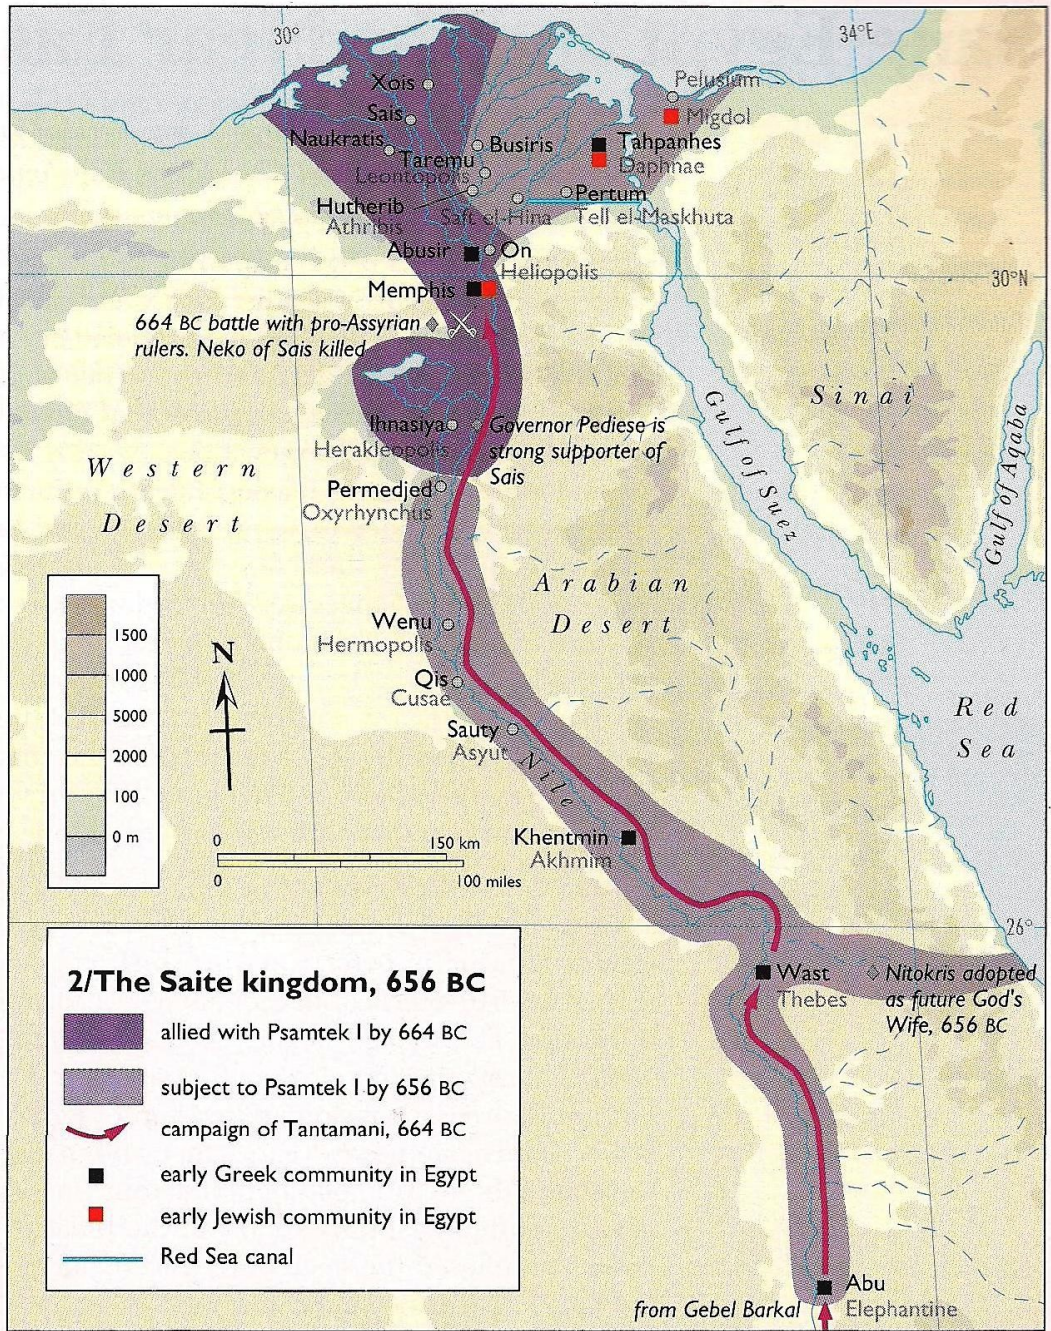 30°
34°E
Xois
Pelusium
Sais
Migdol
Naukratis
Busiris
Tahpanhes
Taremu
Daphnae
Leontopolis
Hutherib
Pertum
Athribis
Saft el-Hina
Tell el-Maskhuta
Abusir
On
Heliopolis
30°N
Memphis
664 BC battle with pro-Assyrian
rulers. Neko of Sais killed
Sinai
Gulf of Suez
Gulf of Aqaba
Ihnasiya
Herakleopolis
Governor Pediese is
strong supporter of
Sais
Western
Desert
Permedjed
Oxyrhynchus
Arabian
Desert
Wenu
Hermopolis
Qis
Cusae
Red
Sea
Sauty
Asyut
Nile
1500
1000
5000
2000
100
0 m
N
0
150 km
0
100 miles
Khentmin
Akhmim
26°
Wast
Thebes
Nitokris adopted
as future God's
Wife, 656 BC
2/The Saite kingdom, 656 BC
allied with Psamtek I by 664 BC
subject to Psamtek I by 656 BC
campaign of Tantamani, 664 BC
early Greek community in Egypt
early Jewish community in Egypt
Red Sea canal
Abu
Elephantine
from Gebel Barkal